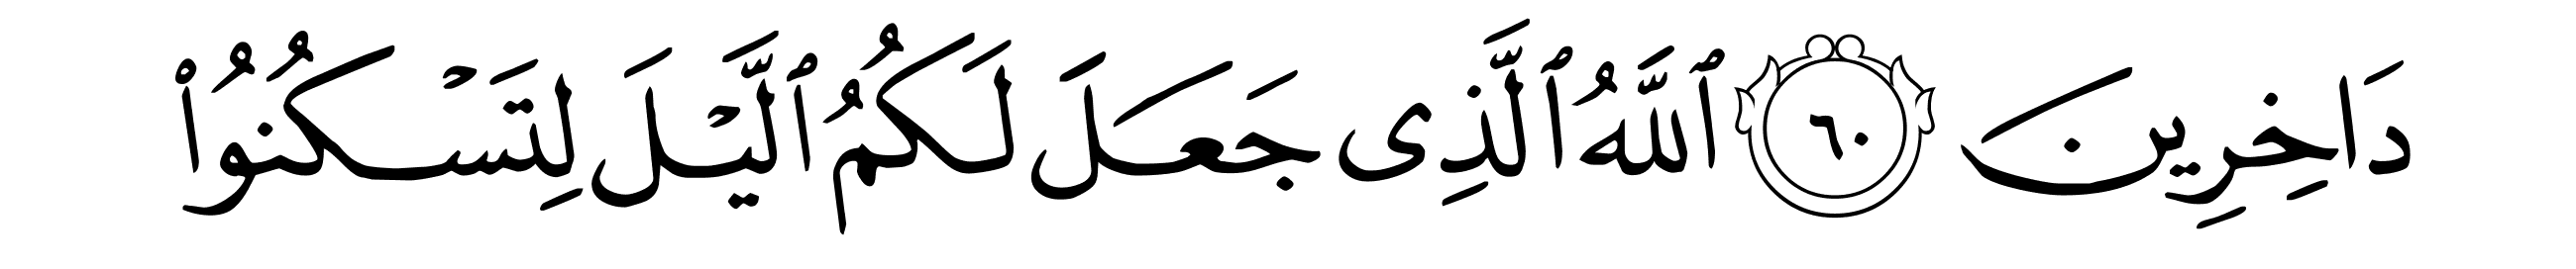 دَاخِرِينَ ٦٠ ٱللَّهُ ٱلَّذِى جَعَلَ لَكُمُ ٱلَّيْلَ لِتَسْكُنُوا۟